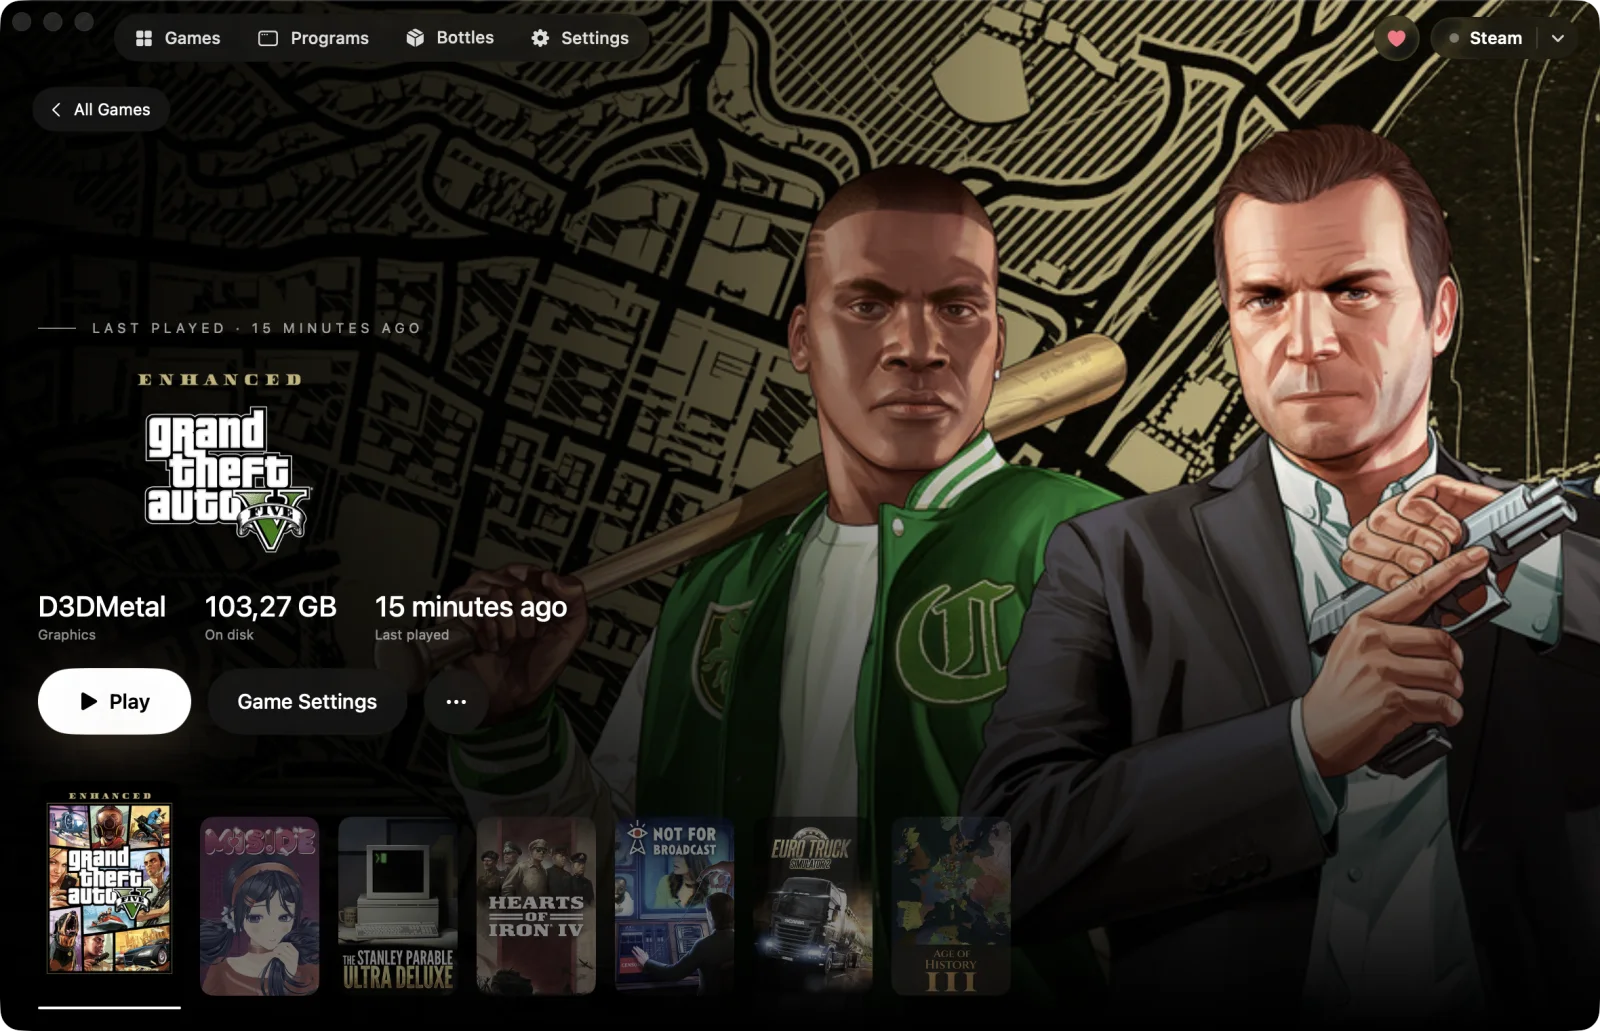 Games
Programs
Bottles
Settings
Steam
All Games
LAST PLAYED · 15 MINUTES AGO
ENHANCED
grand
theft
auto V
FIVE
D3DMetal
Graphics
103,27 GB
On disk
15 minutes ago
Last played
Play
Game Settings
ENHANCED
grand
theft
auto V
MiSiDE
THE STANLEY PARABLE
ULTRA DELUXE
HEARTS
OF
IRON IV
NOT FOR
BROADCAST
EURO TRUCK
SIMULATOR 2
AGE OF
HISTORY
III